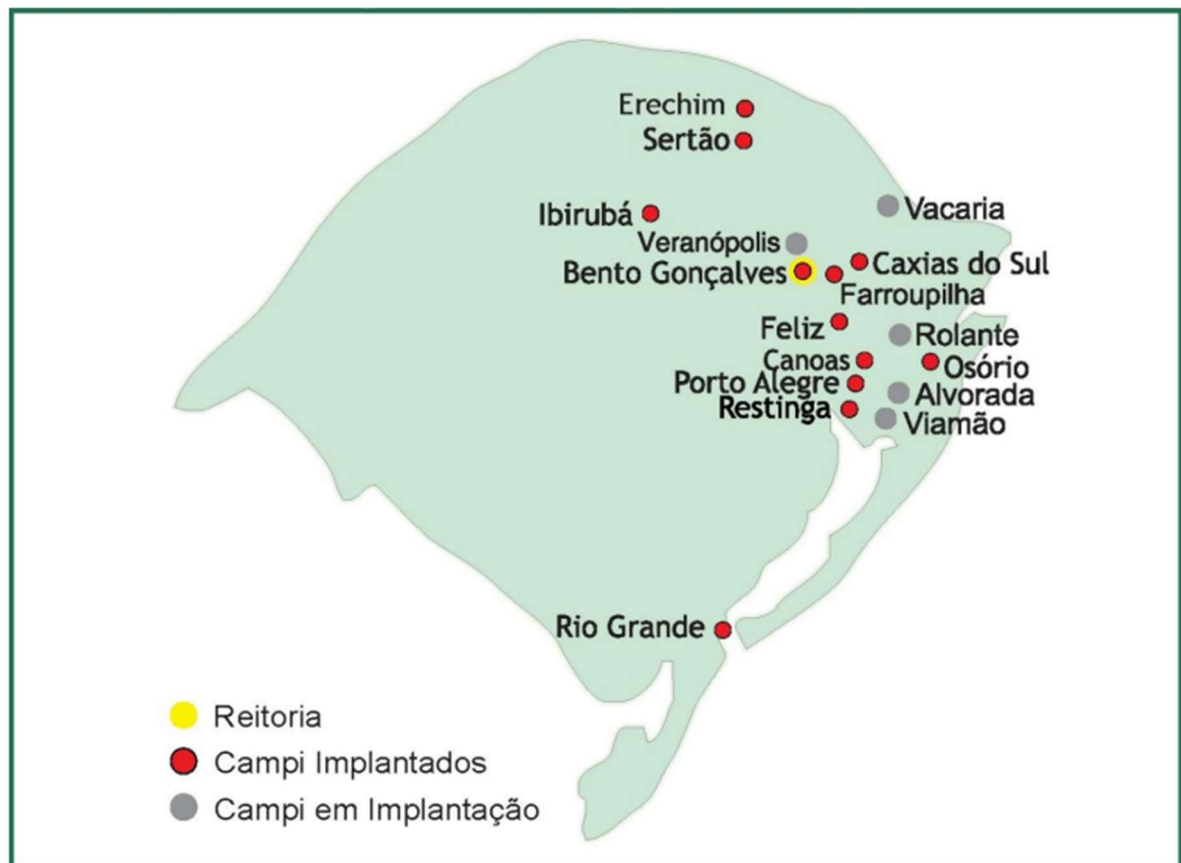 Erechim
Sertão
Vacaria
Ibirubá
Veranópolis
Caxias do Sul
Bento Gonçalves
Farroupilha
Feliz
Rolante
Canoas
Osório
Porto Alegre
Alvorada
Restinga
Viamão
Rio Grande
Reitoria
Campi Implantados
Campi em Implantação